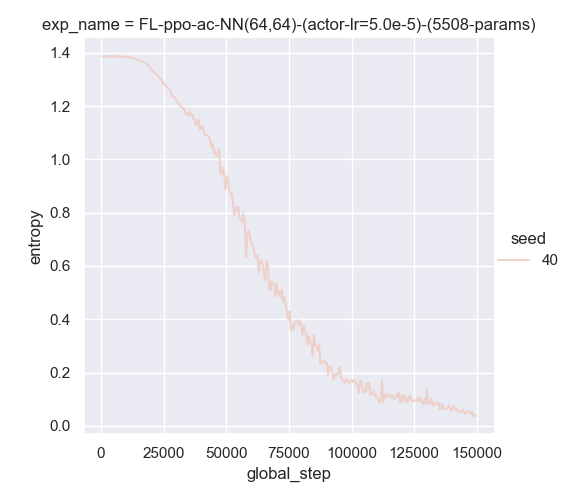 exp_name = FL-ppo-ac-NN(64,64)-(actor-lr=5.0e-5)-(5508-params)
1.4
1.2
1.0
0.8
0.6
0.4
0.2
0.0
entropy
seed
40
0 25000 50000 75000 100000 125000 150000
global_step